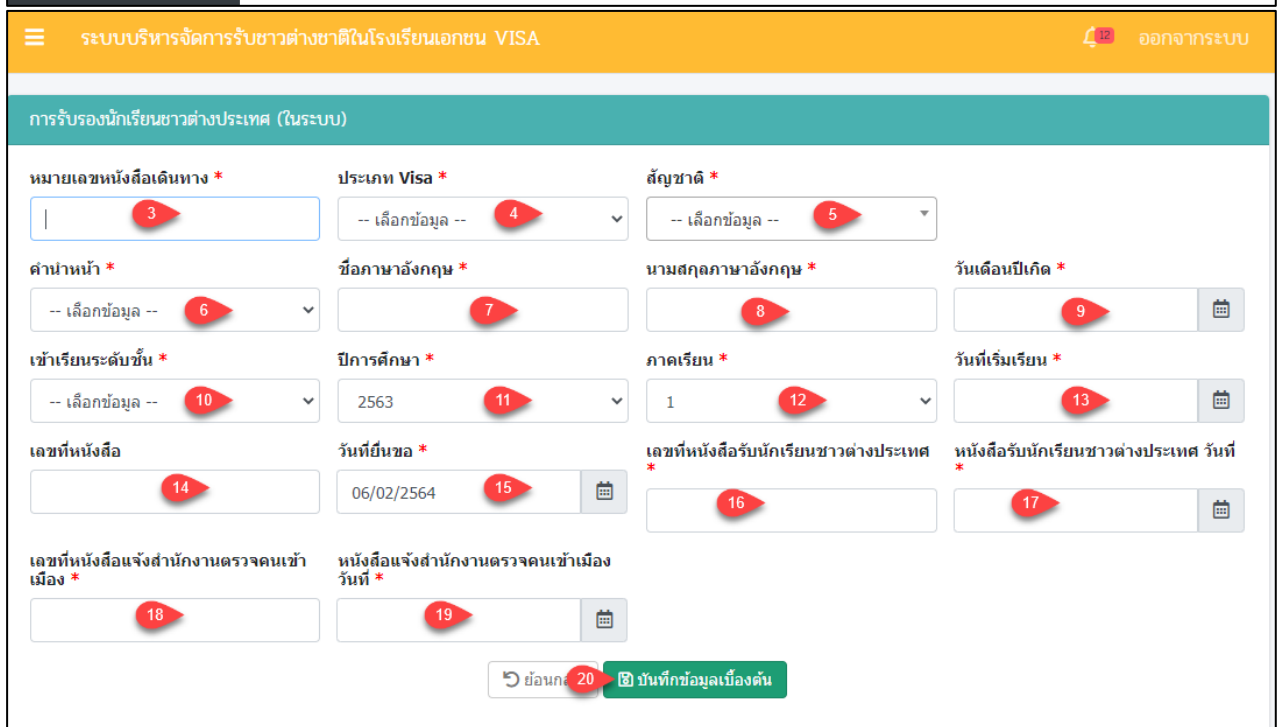 ระบบบริหารจัดการรับชาวต่างชาติในโรงเรียนเอกชน VISA 12 ออกจากระบบ
การรับรองนักเรียนชาวต่างประเทศ (ในระบบ)
หมายเลขหนังสือเดินทาง * ประเภท Visa * สัญชาติ *
3 -- เลือกข้อมูล -- 4 -- เลือกข้อมูล -- 5
คำนำหน้า * ชื่อภาษาอังกฤษ * นามสกุลภาษาอังกฤษ * วันเดือนปีเกิด *
-- เลือกข้อมูล -- 6 7 8 9
เข้าเรียนระดับชั้น * ปีการศึกษา * ภาคเรียน * วันที่เริ่มเรียน *
-- เลือกข้อมูล -- 10 2563 11 1 12 13
เลขที่หนังสือ วันที่ยื่นขอ * เลขที่หนังสือรับนักเรียนชาวต่างประเทศ * หนังสือรับนักเรียนชาวต่างประเทศ วันที่ *
14 06/02/2564 15 16 17
เลขที่หนังสือแจ้งสำนักงานตรวจคนเข้าเมือง * หนังสือแจ้งสำนักงานตรวจคนเข้าเมือง วันที่ *
18 19
20 บันทึกข้อมูลเบื้องต้น